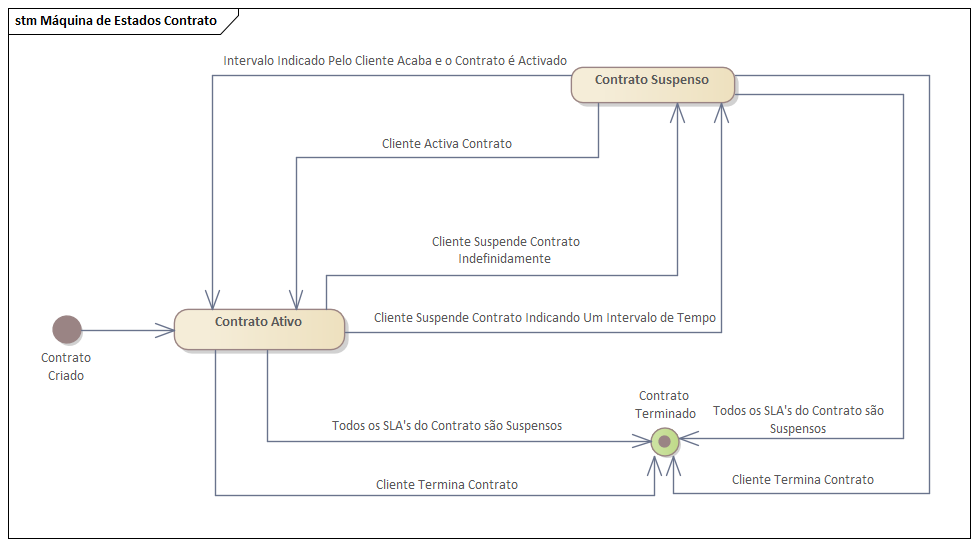 stm Máquina de Estados Contrato
Intervalo Indicado Pelo Cliente Acaba e o Contrato é Activado
Contrato Suspenso
Cliente Activa Contrato
Cliente Suspende Contrato
Indefinidamente
Contrato Ativo
Cliente Suspende Contrato Indicando Um Intervalo de Tempo
Contrato
Criado
Contrato
Terminado
Todos os SLA's do Contrato são
Suspensos
Todos os SLA's do Contrato são Suspensos
Cliente Termina Contrato
Cliente Termina Contrato